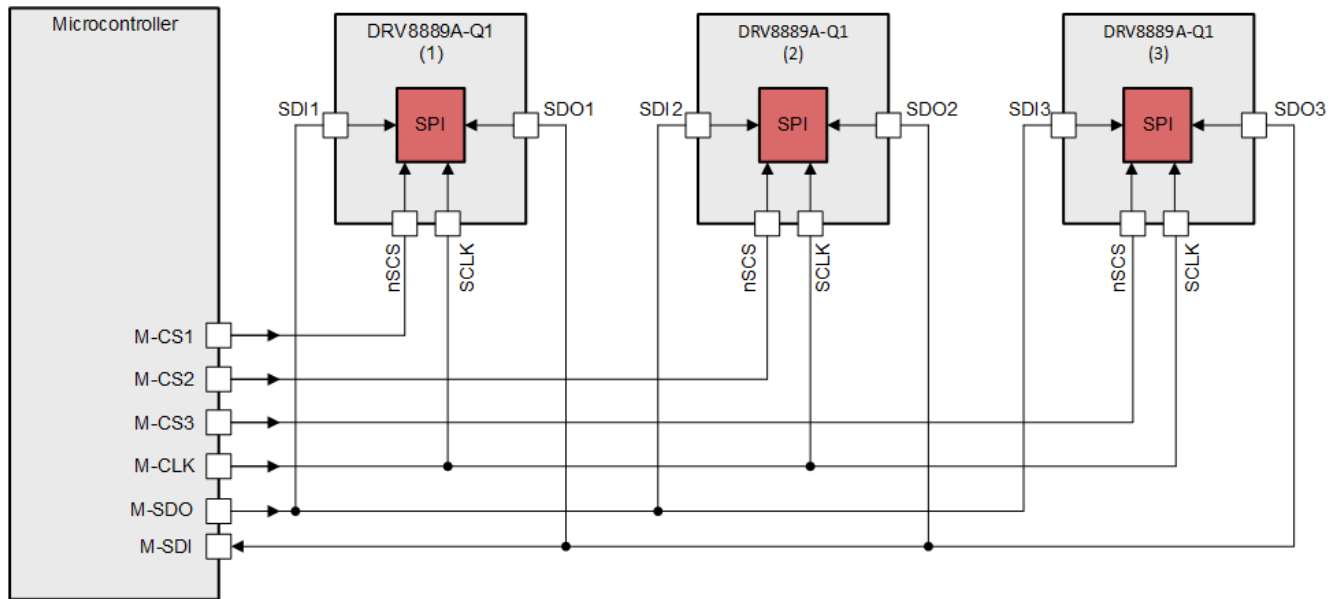 Microcontroller
DRV8889A-Q1
(1)
DRV8889A-Q1
(2)
DRV8889A-Q1
(3)
SDI1
SPI
SDO1
SDI2
SPI
SDO2
SDI3
SPI
SDO3
nSCS
SCLK
nSCS
SCLK
nSCS
SCLK
M-CS1
M-CS2
M-CS3
M-CLK
M-SDO
M-SDI